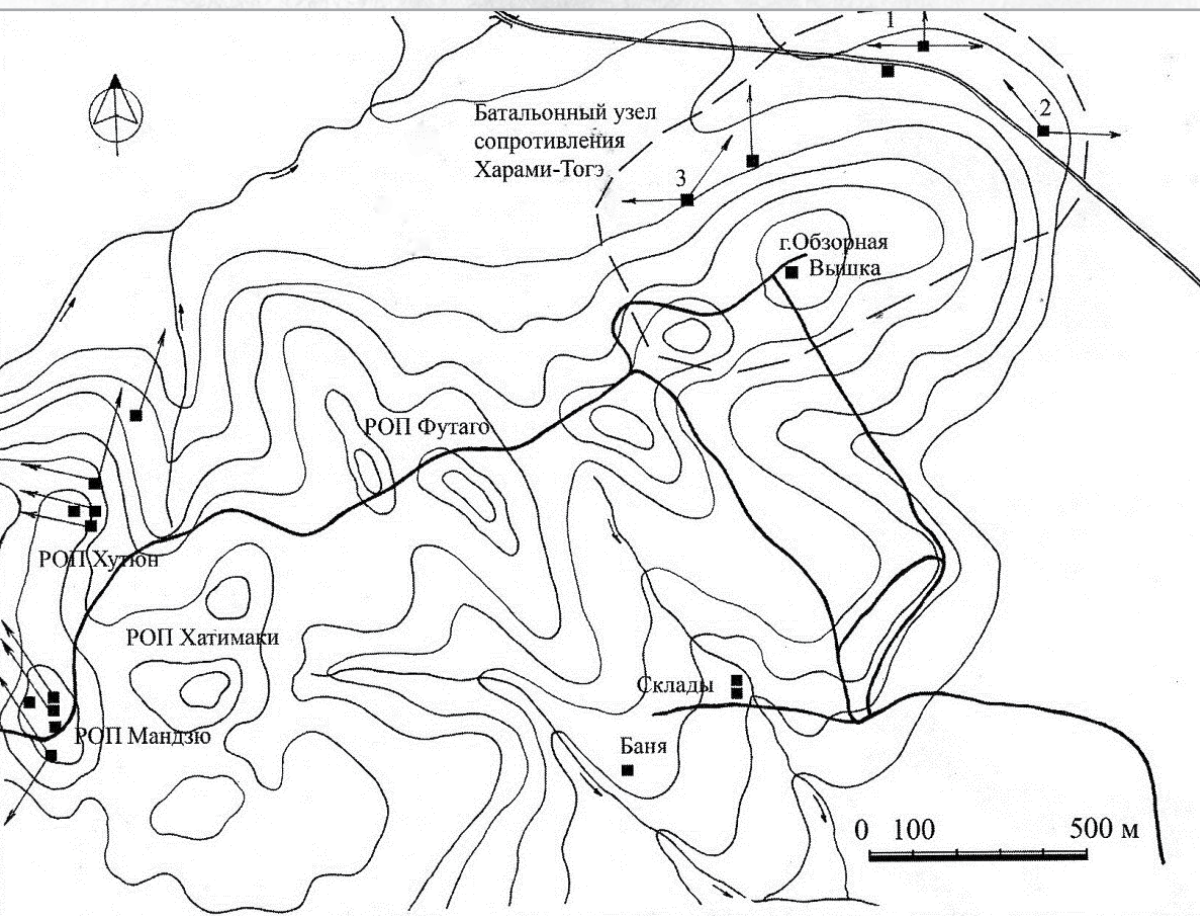 1
Батальонный узел
сопротивления
Харами-Тогэ
2
3
г.Обзорная
Вышка
РОП Футаго
РОП Хутюн
РОП Хатимаки
Склады
РОП Мандзю
Баня
0 100 500 м